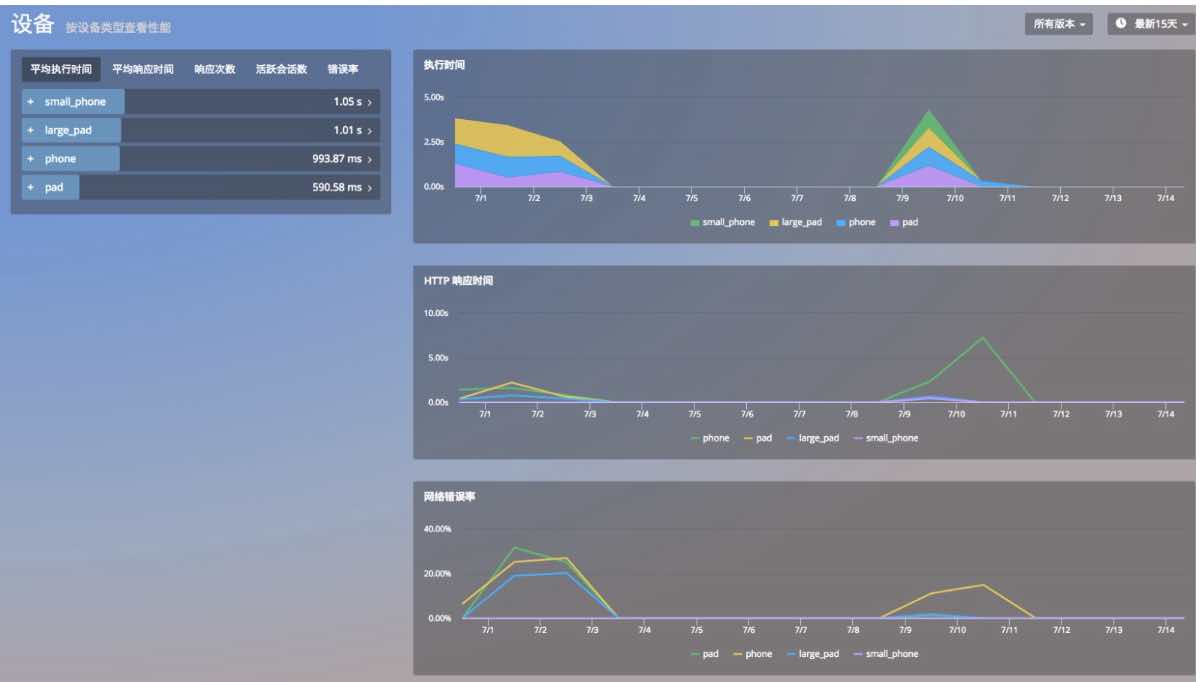 设备 按设备类型查看性能
所有版本 最新15天
平均执行时间 平均响应时间 响应次数 活跃会话数 错误率
+ small_phone 1.05 s >
+ large_pad 1.01 s >
+ phone 993.87 ms >
+ pad 590.58 ms >
执行时间
5.00s
2.50s
0.00s
7/1 7/2 7/3 7/4 7/5 7/6 7/7 7/8 7/9 7/10 7/11 7/12 7/13 7/14
small_phone large_pad phone pad
HTTP 响应时间
10.00s
5.00s
0.00s
7/1 7/2 7/3 7/4 7/5 7/6 7/7 7/8 7/9 7/10 7/11 7/12 7/13 7/14
phone pad large_pad small_phone
网络错误率
40.00%
20.00%
0.00%
7/1 7/2 7/3 7/4 7/5 7/6 7/7 7/8 7/9 7/10 7/11 7/12 7/13 7/14
pad phone large_pad small_phone